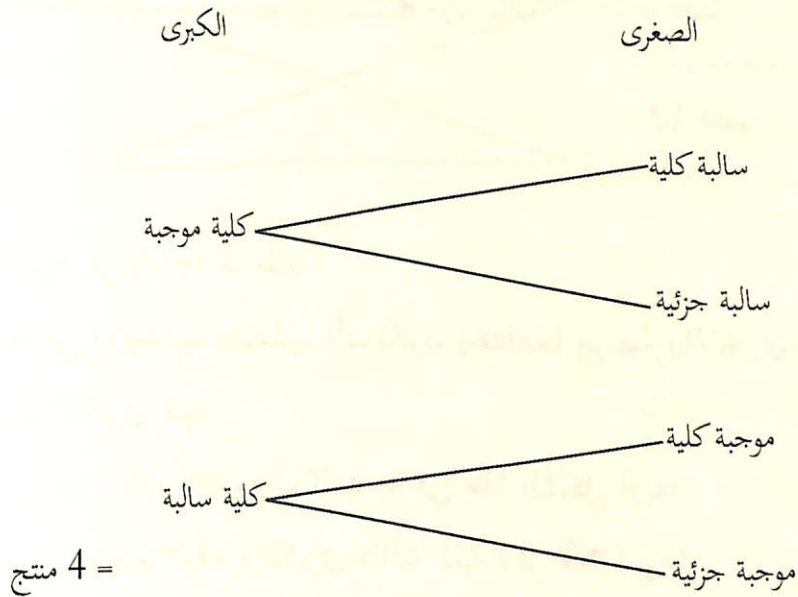 الصغرى الكبرى
سالبة كلية
كلية موجبة
سالبة جزئية
موجبة كلية
كلية سالبة
موجبة جزئية
= 4 منتج